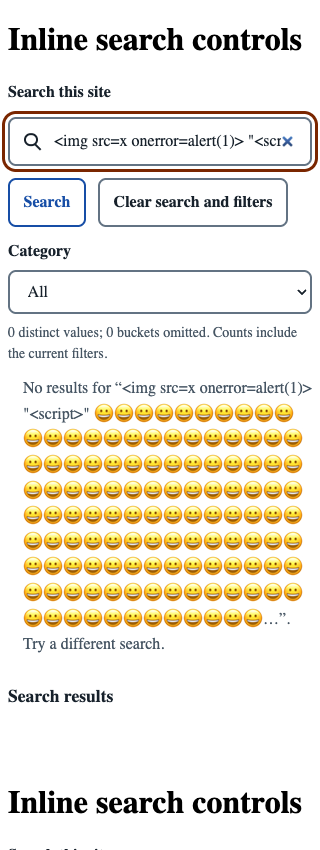 Inline search controls
Search this site
<img src=x onerror=alert(1)> "<scr
Search
Clear search and filters
Category
All
0 distinct values; 0 buckets omitted. Counts include
the current filters.
No results for “<img src=x onerror=alert(1)>
"<script>" 😀😀😀😀😀😀😀😀😀😀
😀😀😀😀😀😀😀😀😀😀😀😀😀😀
😀😀😀😀😀😀😀😀😀😀😀😀😀😀
😀😀😀😀😀😀😀😀😀😀😀😀😀😀
😀😀😀😀😀😀😀😀😀😀😀😀😀😀
😀😀😀😀😀😀😀😀😀😀😀😀😀😀
😀😀😀😀😀😀😀😀😀😀😀😀😀😀
😀😀😀😀😀😀😀😀😀😀😀😀😀😀
😀😀😀😀😀😀😀😀😀😀😀😀…”.
Try a different search.
Search results
Inline search controls